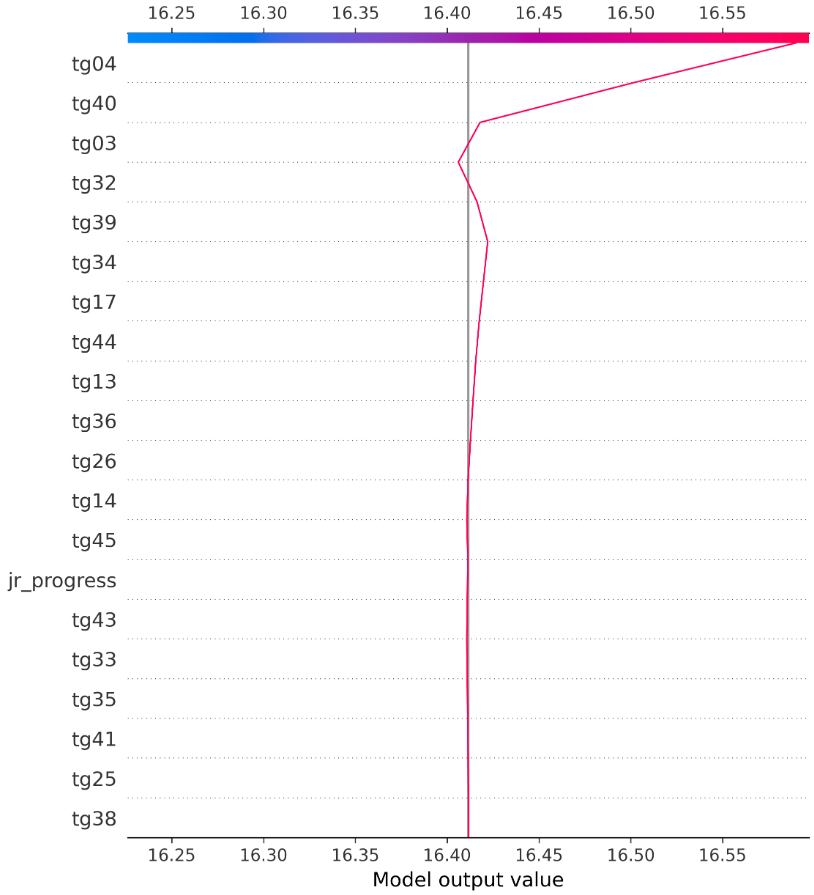 16.25 16.30 16.35 16.40 16.45 16.50 16.55
tg04
tg40
tg03
tg32
tg39
tg34
tg17
tg44
tg13
tg36
tg26
tg14
tg45
jr_progress
tg43
tg33
tg35
tg41
tg25
tg38
16.25 16.30 16.35 16.40 16.45 16.50 16.55
Model output value